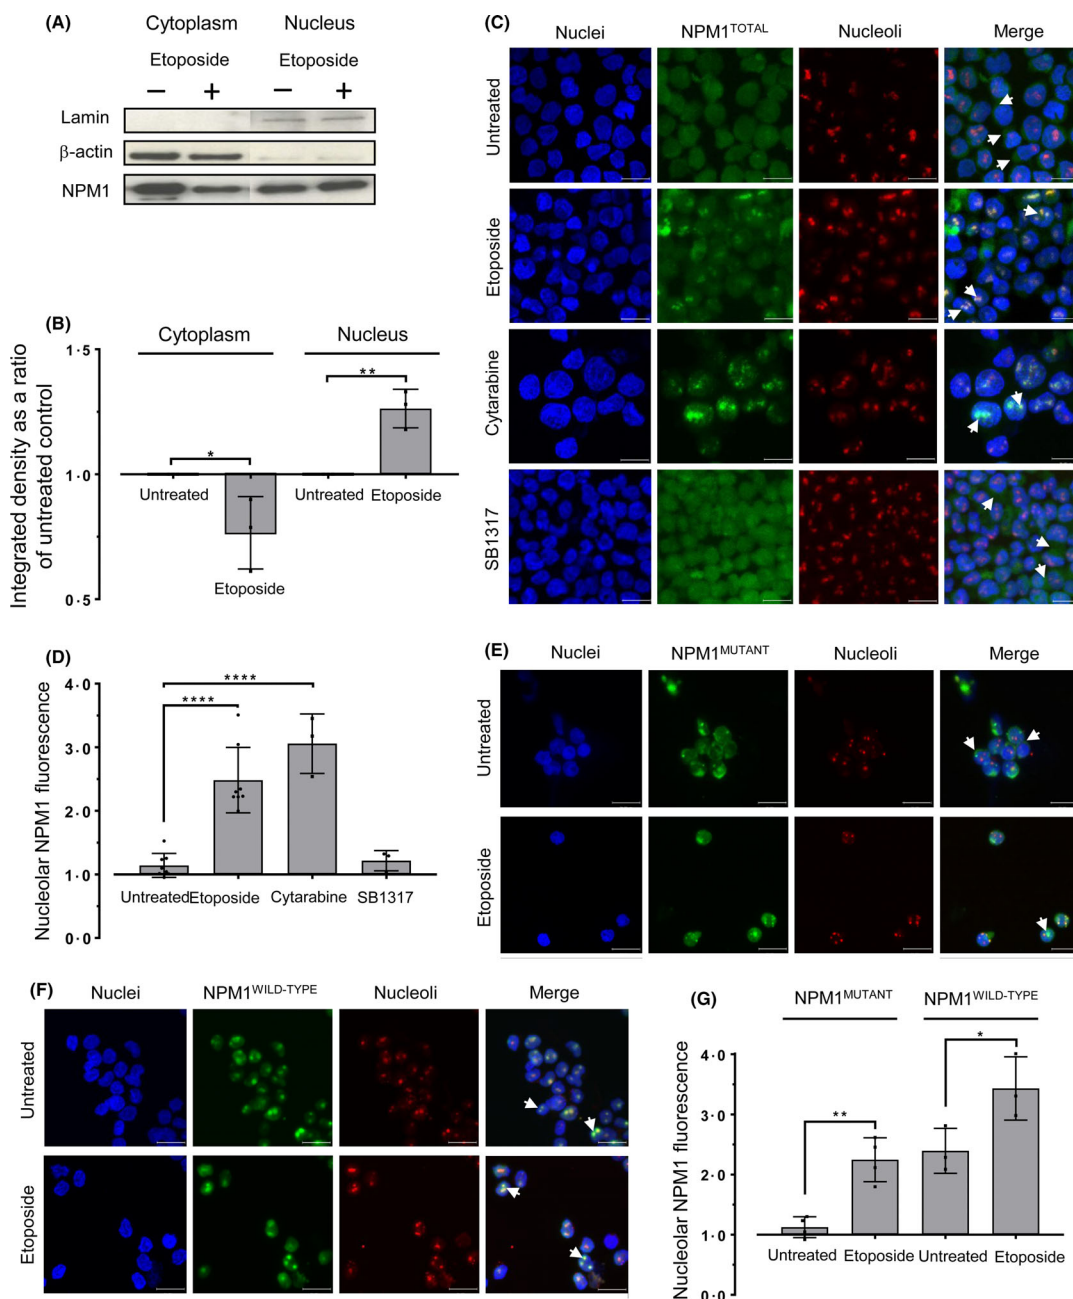 (A)
Cytoplasm Nucleus
Etoposide Etoposide
− + − +
Lamin
β-actin
NPM1
(B)
Cytoplasm Nucleus
Integrated density as a ratio
of untreated control
1·5
1·0
0·5
*
**
Untreated
Etoposide
Untreated
Etoposide
(C)
Nuclei NPM1TOTAL Nucleoli Merge
Untreated
Etoposide
Cytarabine
SB1317
(D)
Nucleolar NPM1 fluorescence
4·0
3·0
2·0
1·0
0·0
****
****
Untreated Etoposide Cytarabine SB1317
(E)
Nuclei NPM1MUTANT Nucleoli Merge
Untreated
Etoposide
(F)
Nuclei NPM1WILD-TYPE Nucleoli Merge
Untreated
Etoposide
(G)
NPM1MUTANT NPM1WILD-TYPE
Nucleolar NPM1 fluorescence
4·0
3·0
2·0
1·0
0·0
**
*
Untreated Etoposide Untreated Etoposide